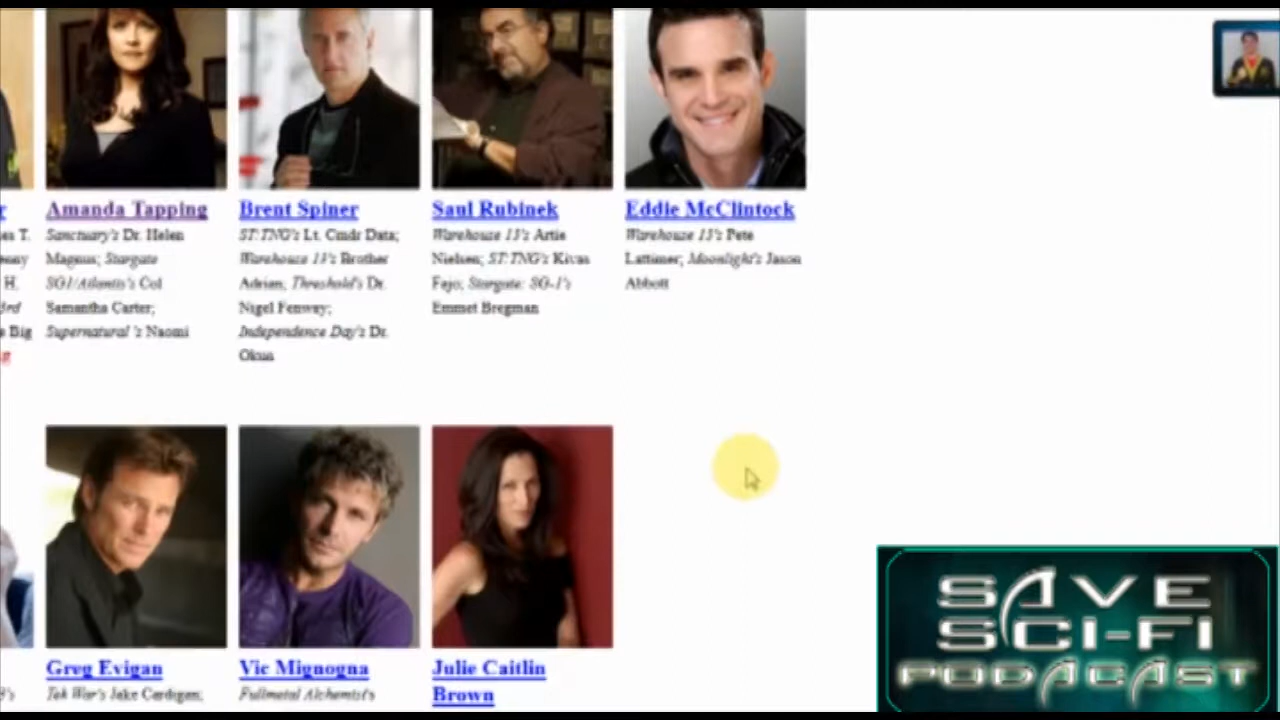 Amanda Tapping
Sanctuary's Dr. Helen
Magnus; Stargate
SG1/Atlantis's Col
Samantha Carter;
Supernatural 's Naomi
Brent Spiner
ST:TNG's Lt. Cmdr Data;
Warehouse 13's Brother
Adrian, Threshold's Dr.
Nigel Fenway;
Independence Day's Dr.
Okun
Saul Rubinek
Warehouse 13's Artie
Nielsen; ST:TNG's Kivas
Fajo; Stargate: SG-1's
Emmet Bregman
Eddie McClintock
Warehouse 13's Pete
Lattimer; Moonlight's Jason
Abbott
es T.
H.
3rd
Big
Greg Evigan
Tek War's Jake Cardigan;
Vic Mignogna
Fullmetal Alchemist's
Julie Caitlin
Brown
SAVE
SCI-FI
PODCAST